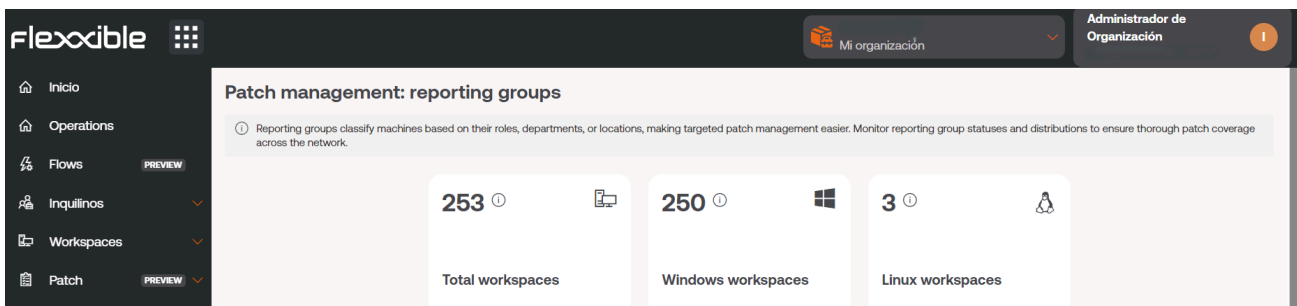 Flexxible
Mi organización
Administrador de
Organización
I
Inicio
Operations
Flows PREVIEW
Inquilinos
Workspaces
Patch PREVIEW
Patch management: reporting groups
Reporting groups classify machines based on their roles, departments, or locations, making targeted patch management easier. Monitor reporting group statuses and distributions to ensure thorough patch coverage
across the network.
253
Total workspaces
250
Windows workspaces
3
Linux workspaces